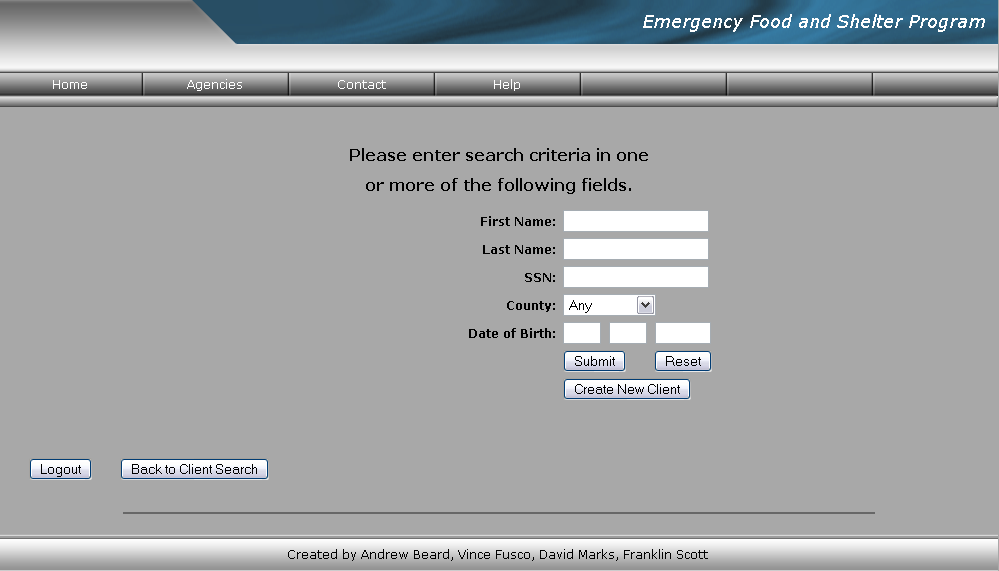 Emergency Food and Shelter Program
Home Agencies Contact Help
Please enter search criteria in one
or more of the following fields.
First Name:
Last Name:
SSN:
County: Any
Date of Birth:
Submit Reset
Create New Client
Logout Back to Client Search
Created by Andrew Beard, Vince Fusco, David Marks, Franklin Scott